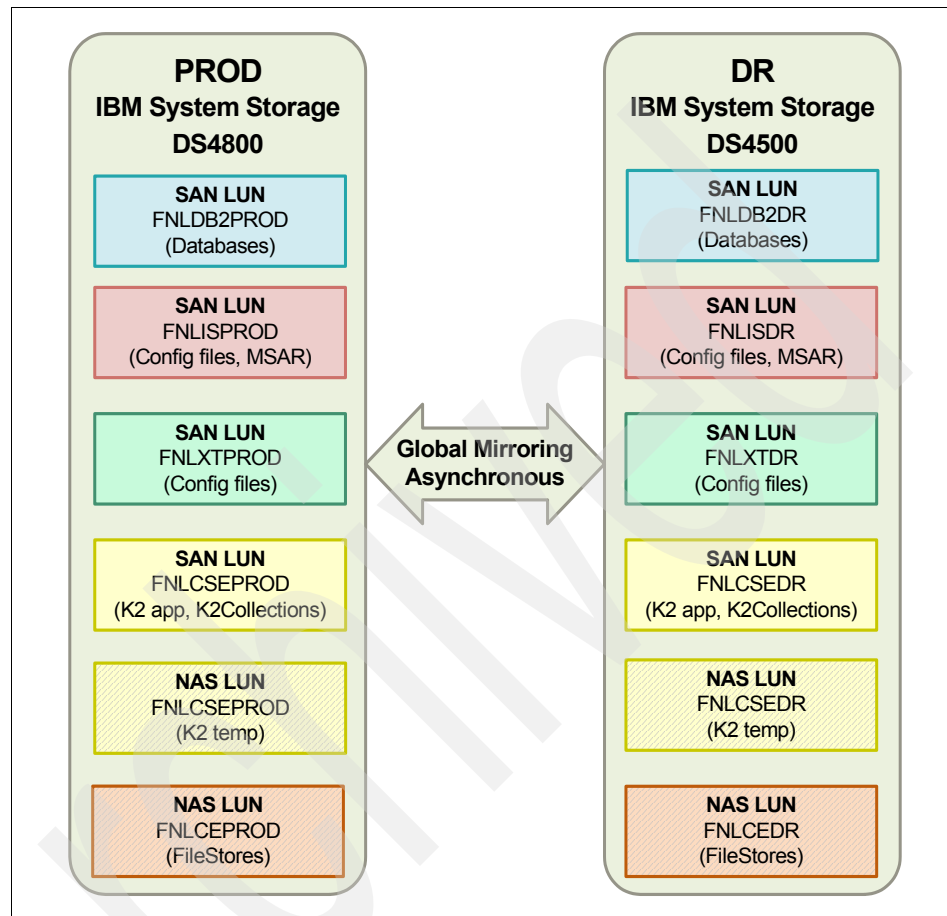 PROD
IBM System Storage
DS4800
SAN LUN
FNLDB2PROD
(Databases)
SAN LUN
FNLISPROD
(Config files, MSAR)
SAN LUN
FNLXTPROD
(Config files)
SAN LUN
FNLCSEPROD
(K2 app, K2Collections)
NAS LUN
FNLCSEPROD
(K2 temp)
NAS LUN
FNLCEPROD
(FileStores)
Global Mirroring
Asynchronous
DR
IBM System Storage
DS4500
SAN LUN
FNLDB2DR
(Databases)
SAN LUN
FNLISDR
(Config files, MSAR)
SAN LUN
FNLXTDR
(Config files)
SAN LUN
FNLCSEDR
(K2 app, K2Collections)
NAS LUN
FNLCSEDR
(K2 temp)
NAS LUN
FNLCEDR
(FileStores)